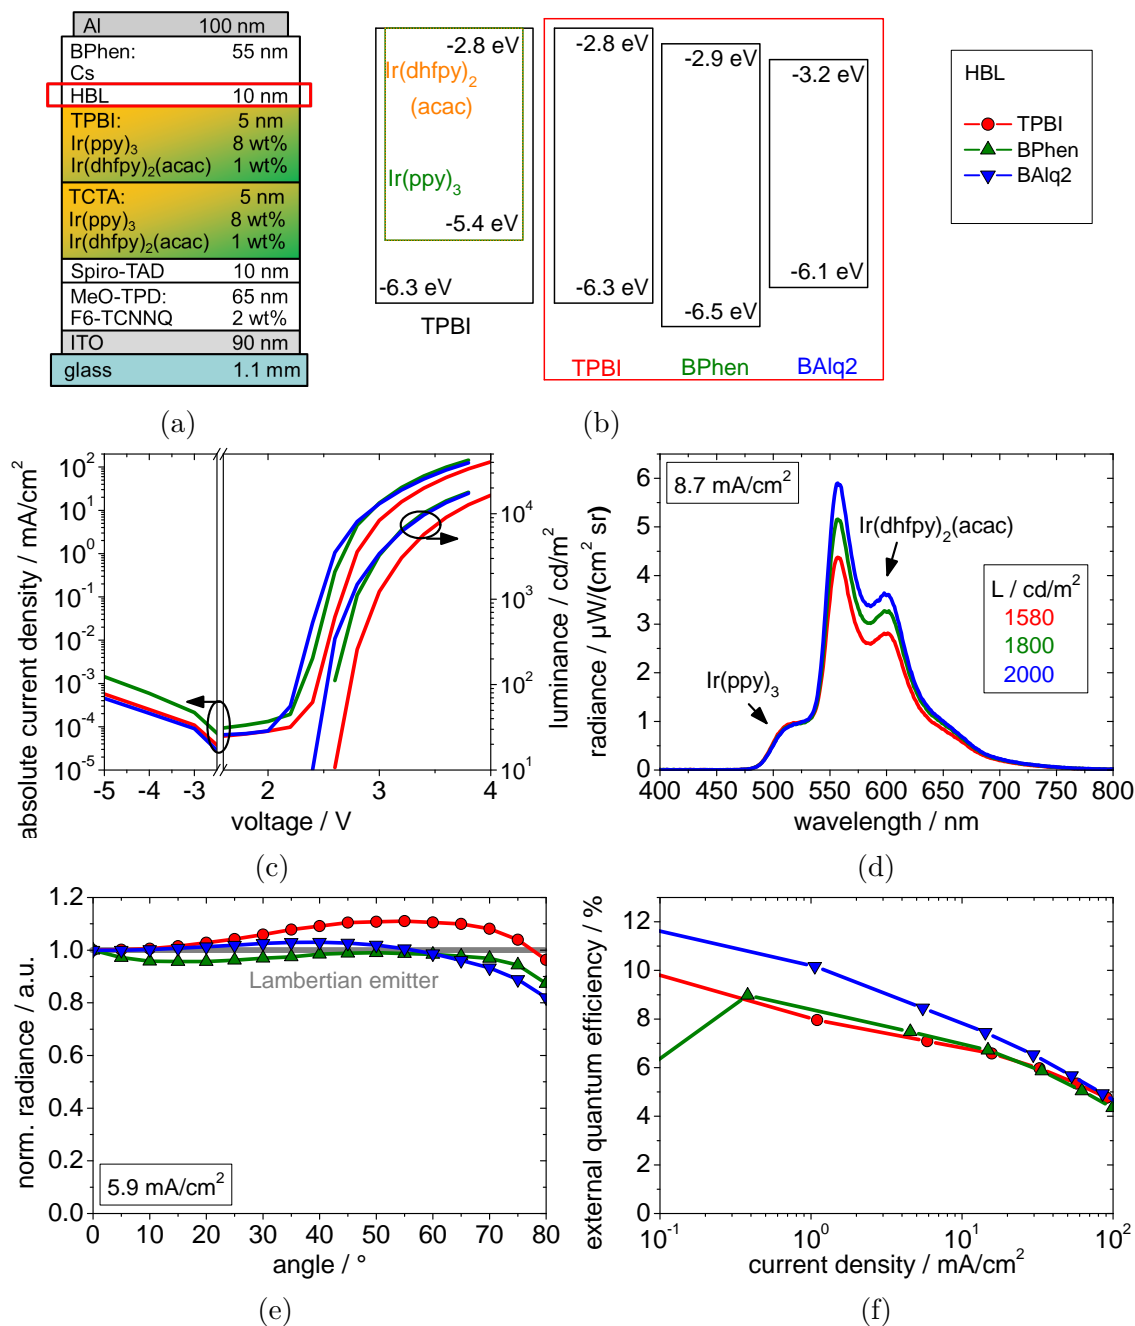 Al 100 nm
BPhen: 55 nm
Cs
HBL 10 nm
TPBI: 5 nm
Ir(ppy)3 8 wt%
Ir(dhfpy)2(acac) 1 wt%
TCTA: 5 nm
Ir(ppy)3 8 wt%
Ir(dhfpy)2(acac) 1 wt%
Spiro-TAD 10 nm
MeO-TPD: 65 nm
F6-TCNNQ 2 wt%
ITO 90 nm
glass 1.1 mm
(a)
-2.8 eV
Ir(dhfpy)2
(acac)
Ir(ppy)3
-5.4 eV
-6.3 eV
TPBI
-2.8 eV
-6.3 eV
TPBI
-2.9 eV
-6.5 eV
BPhen
-3.2 eV
-6.1 eV
BAlq2
HBL
TPBI
BPhen
BAlq2
(b)
absolute current density / mA/cm2
10^2
10^1
10^0
10^-1
10^-2
10^-3
10^-4
10^-5
-5 -4 -3 2 3 4
voltage / V
10^4
10^3
10^2
10^1
luminance / cd/m2
(c)
radiance / µW/(cm2 sr)
6
5
4
3
2
1
0
400 450 500 550 600 650 700 750 800
wavelength / nm
8.7 mA/cm2
Ir(dhfpy)2(acac)
Ir(ppy)3
L / cd/m2
1580
1800
2000
(d)
norm. radiance / a.u.
1.2
1.0
0.8
0.6
0.4
0.2
0.0
0 10 20 30 40 50 60 70 80
angle / °
Lambertian emitter
5.9 mA/cm2
(e)
external quantum efficiency / %
12
10
8
6
4
2
0
10^-1 10^0 10^1 10^2
current density / mA/cm2
(f)